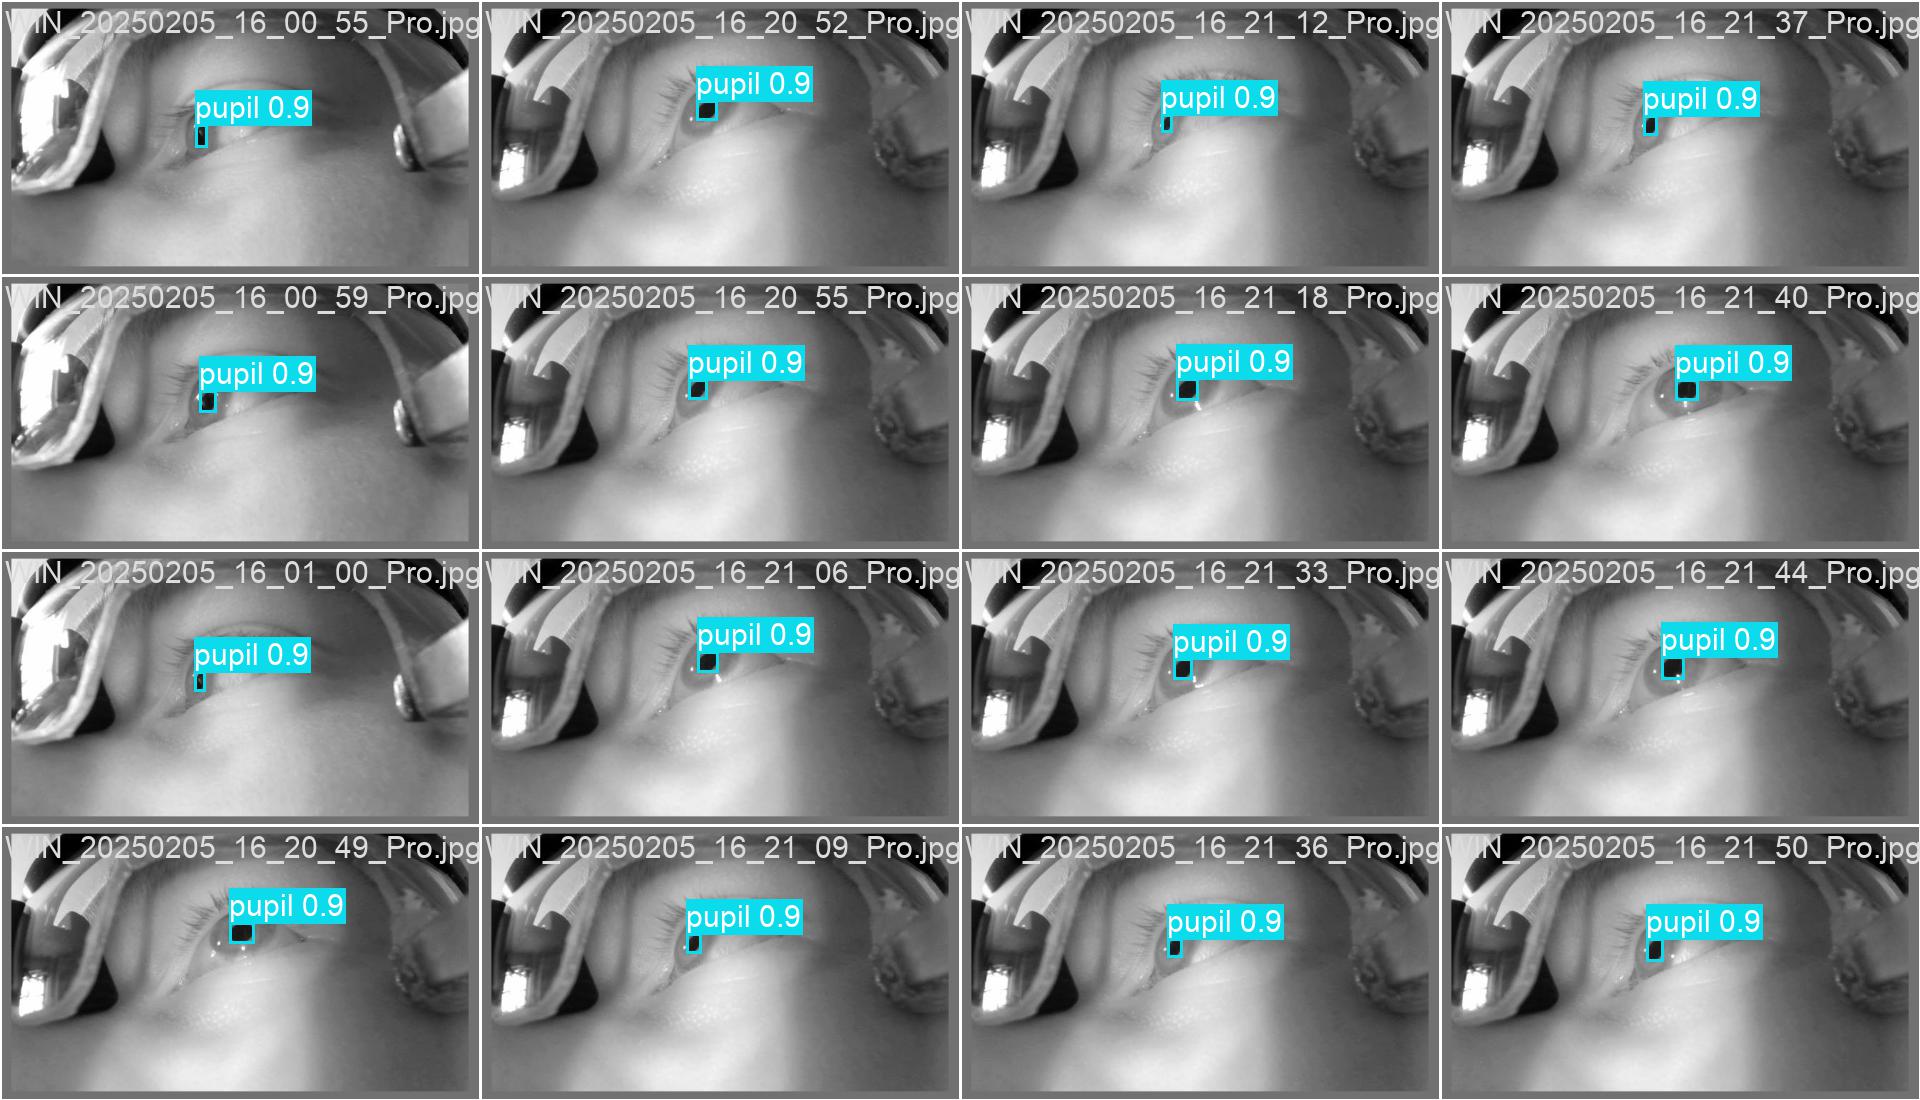 WIN_20250205_16_00_55_Pro.jpg
pupil 0.9
WIN_20250205_16_20_52_Pro.jpg
pupil 0.9
WIN_20250205_16_21_12_Pro.jpg
pupil 0.9
WIN_20250205_16_21_37_Pro.jpg
pupil 0.9
WIN_20250205_16_00_59_Pro.jpg
pupil 0.9
WIN_20250205_16_20_55_Pro.jpg
pupil 0.9
WIN_20250205_16_21_18_Pro.jpg
pupil 0.9
WIN_20250205_16_21_40_Pro.jpg
pupil 0.9
WIN_20250205_16_01_00_Pro.jpg
pupil 0.9
WIN_20250205_16_21_06_Pro.jpg
pupil 0.9
WIN_20250205_16_21_33_Pro.jpg
pupil 0.9
WIN_20250205_16_21_44_Pro.jpg
pupil 0.9
WIN_20250205_16_20_49_Pro.jpg
pupil 0.9
WIN_20250205_16_21_09_Pro.jpg
pupil 0.9
WIN_20250205_16_21_36_Pro.jpg
pupil 0.9
WIN_20250205_16_21_50_Pro.jpg
pupil 0.9